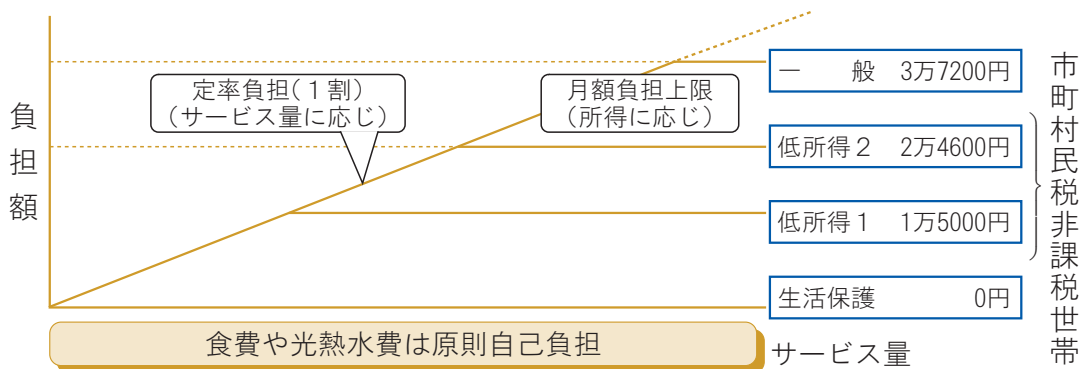 負担額
定率負担(1割)
(サービス量に応じ)
月額負担上限
(所得に応じ)
一　般　3万7200円
低所得2　2万4600円
低所得1　1万5000円
生活保護　0円
市町村民税非課税世帯
食費や光熱水費は原則自己負担
サービス量